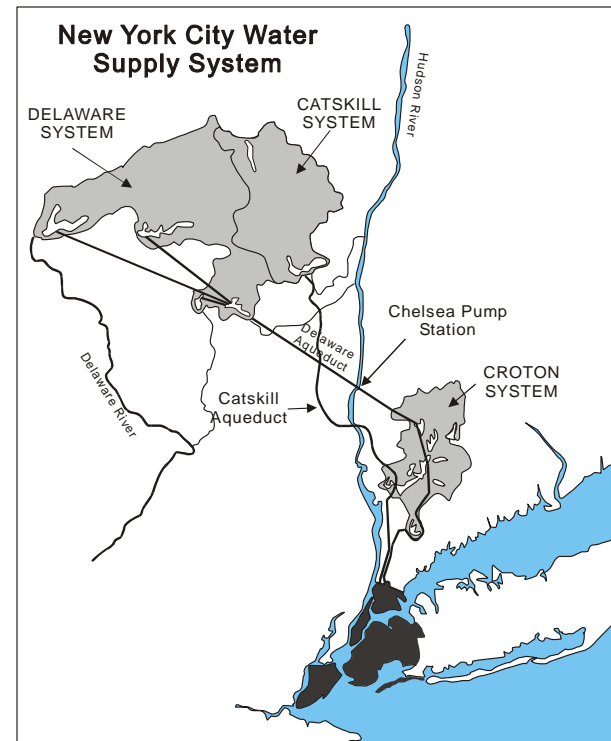 New York City Water
Supply System
Hudson River
DELAWARE
SYSTEM
CATSKILL
SYSTEM
Chelsea Pump
Station
Delaware
Aqueduct
CROTON
SYSTEM
Catskill
Aqueduct
Delaware River